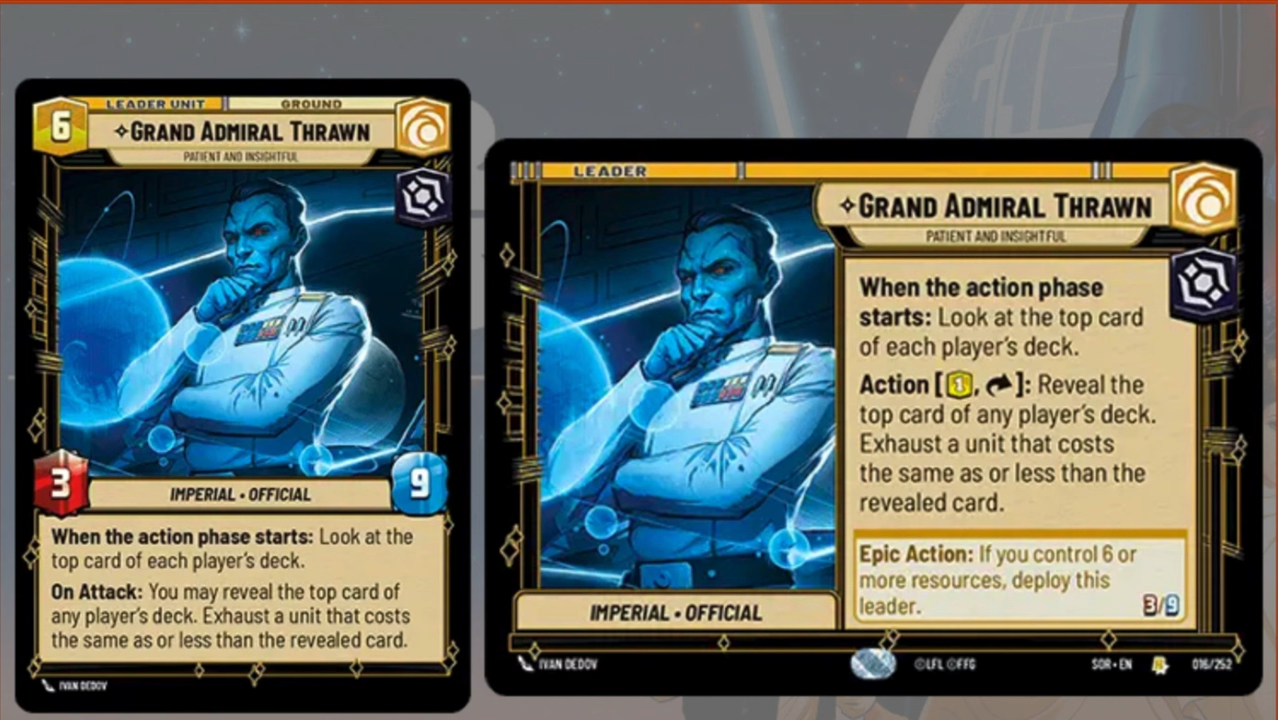 LEADER UNIT
GROUND
6
GRAND ADMIRAL THRAWN
PATIENT AND INSIGHTFUL
3
IMPERIAL • OFFICIAL
9
When the action phase starts: Look at the
top card of each player's deck.
On Attack: You may reveal the top card of
any player's deck. Exhaust a unit that costs
the same as or less than the revealed card.
IVAN DEDOV
LEADER
GRAND ADMIRAL THRAWN
PATIENT AND INSIGHTFUL
When the action phase
starts: Look at the top card
of each player's deck.
Action [1, ]: Reveal the
top card of any player's deck.
Exhaust a unit that costs
the same as or less than the
revealed card.
Epic Action: If you control 6 or
more resources, deploy this
leader.
3/9
IMPERIAL • OFFICIAL
IVAN DEDOV
©LFL ©FFG
SOR • EN
016/252